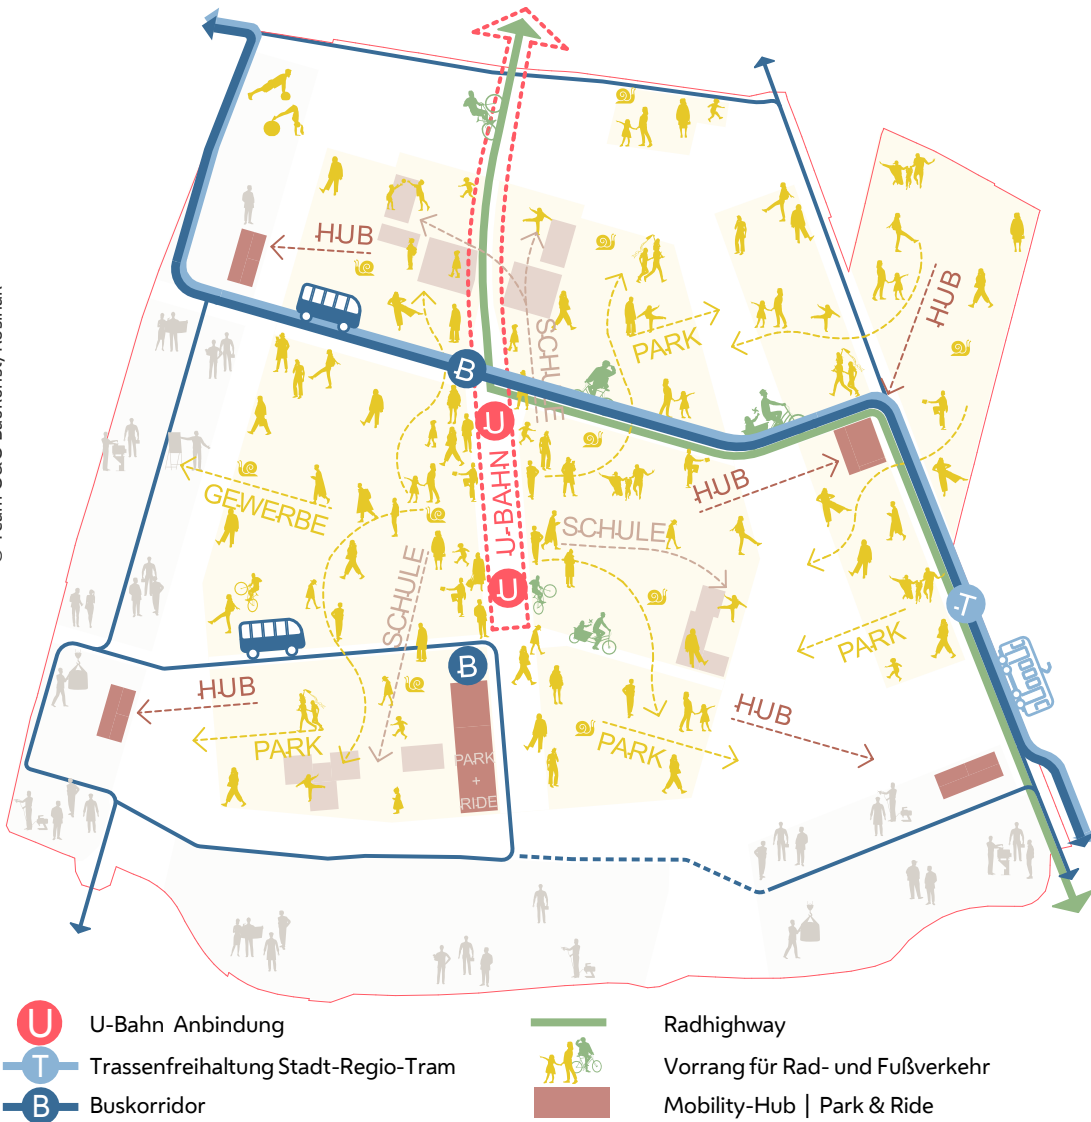 HUB
HUB
SCHULE
PARK
B
U
HUB
U-BAHN
GEWERBE
SCHULE
SCHULE
U
T
PARK
B
HUB
HUB
PARK
PARK
PARK
+
RIDE
U U-Bahn Anbindung
T Trassenfreihaltung Stadt-Regio-Tram
B Buskorridor
Radhighway
Vorrang für Rad- und Fußverkehr
Mobility-Hub | Park & Ride